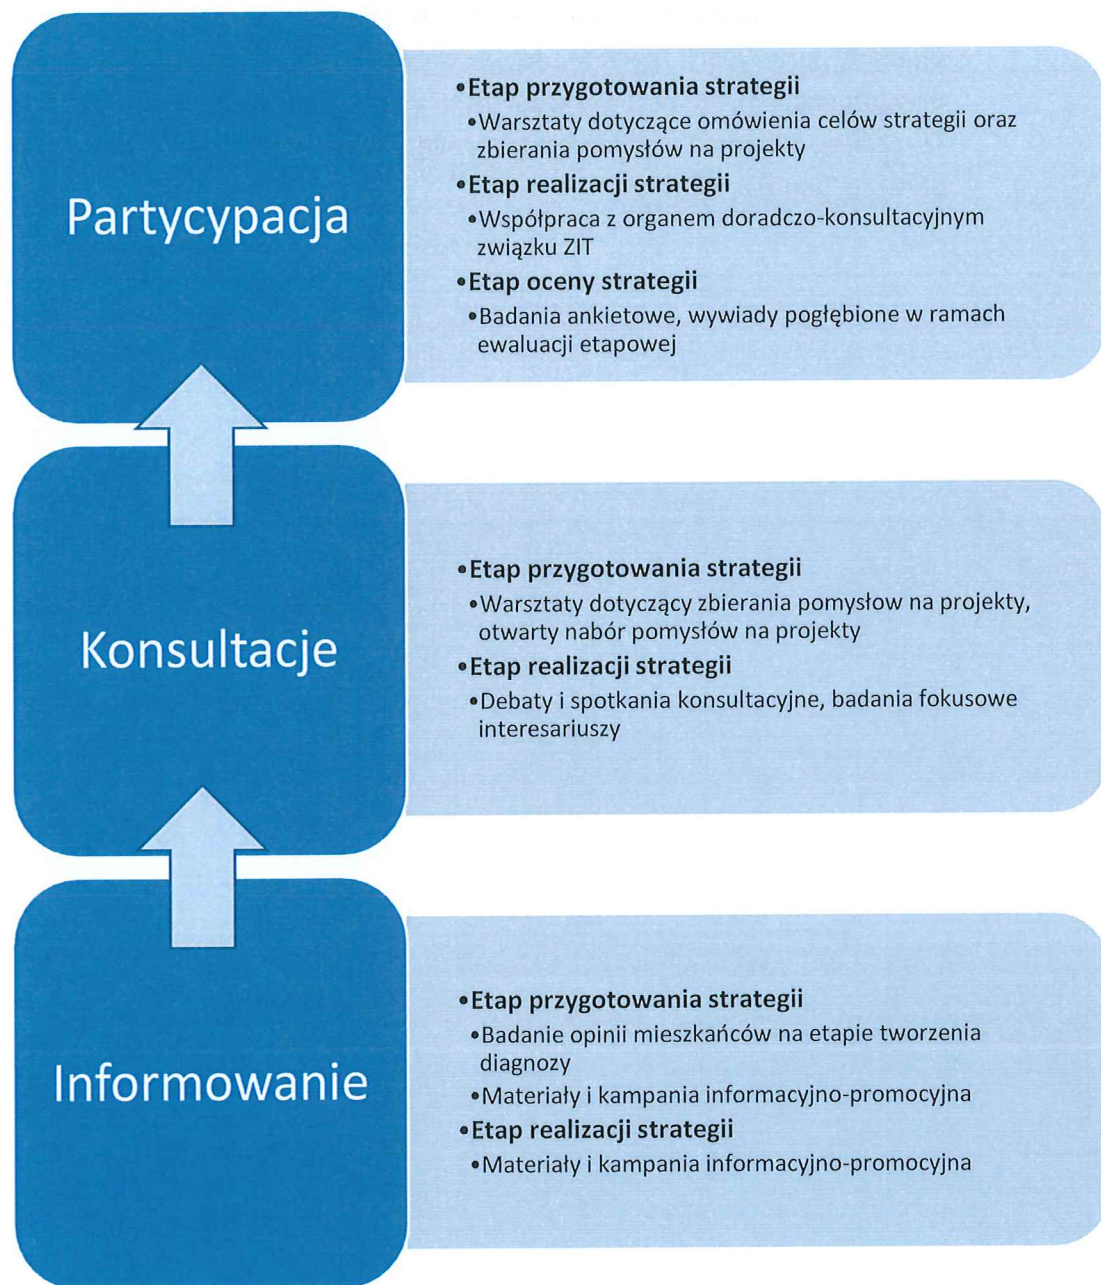 Partycypacja
•Etap przygotowania strategii
•Warsztaty dotyczące omówienia celów strategii oraz
zbierania pomysłów na projekty
•Etap realizacji strategii
•Współpraca z organem doradczo-konsultacyjnym
związku ZIT
•Etap oceny strategii
•Badania ankietowe, wywiady pogłębione w ramach
ewaluacji etapowej
Konsultacje
•Etap przygotowania strategii
•Warsztaty dotyczący zbierania pomysłow na projekty,
otwarty nabór pomysłów na projekty
•Etap realizacji strategii
•Debaty i spotkania konsultacyjne, badania fokusowe
interesariuszy
Informowanie
•Etap przygotowania strategii
•Badanie opinii mieszkańców na etapie tworzenia
diagnozy
•Materiały i kampania informacyjno-promocyjna
•Etap realizacji strategii
•Materiały i kampania informacyjno-promocyjna